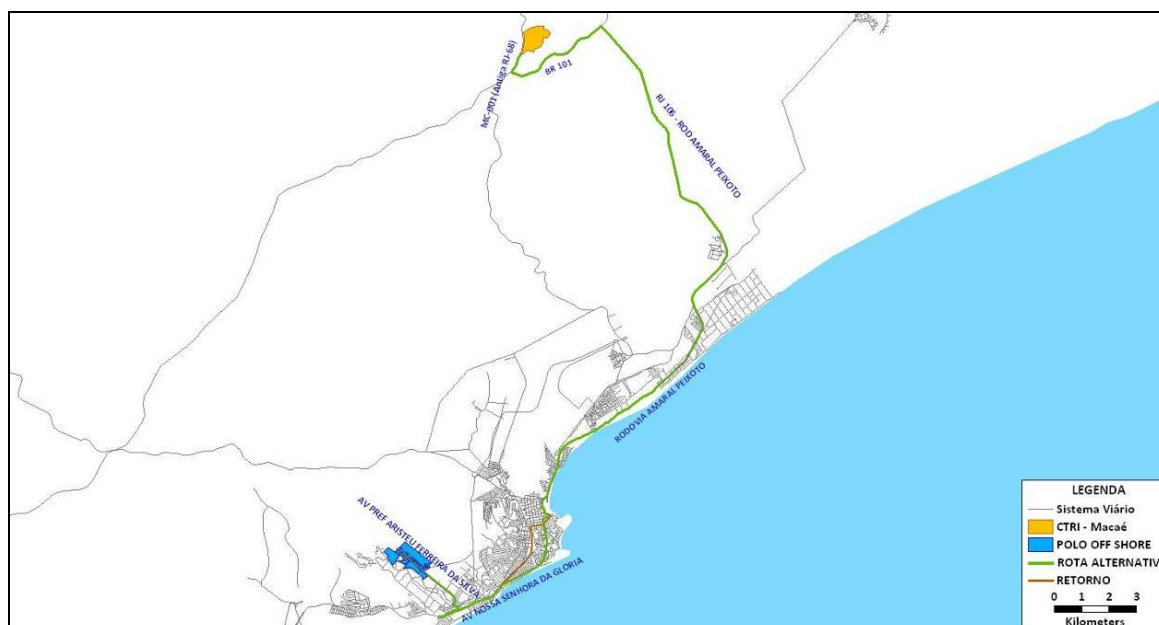 MC-001 (Antiga RJ-68)
BR 101
RJ 106 - ROD AMARAL PEIXOTO
RODOVIA AMARAL PEIXOTO
AV PREF ARISTEU FERREIRA DA SILVA
AV NOSSA SENHORA DA GLORIA
LEGENDA
Sistema Viário
CTRI - Macaé
POLO OFF SHORE
ROTA ALTERNATIV
RETORNO
0 1 2 3
Kilometers